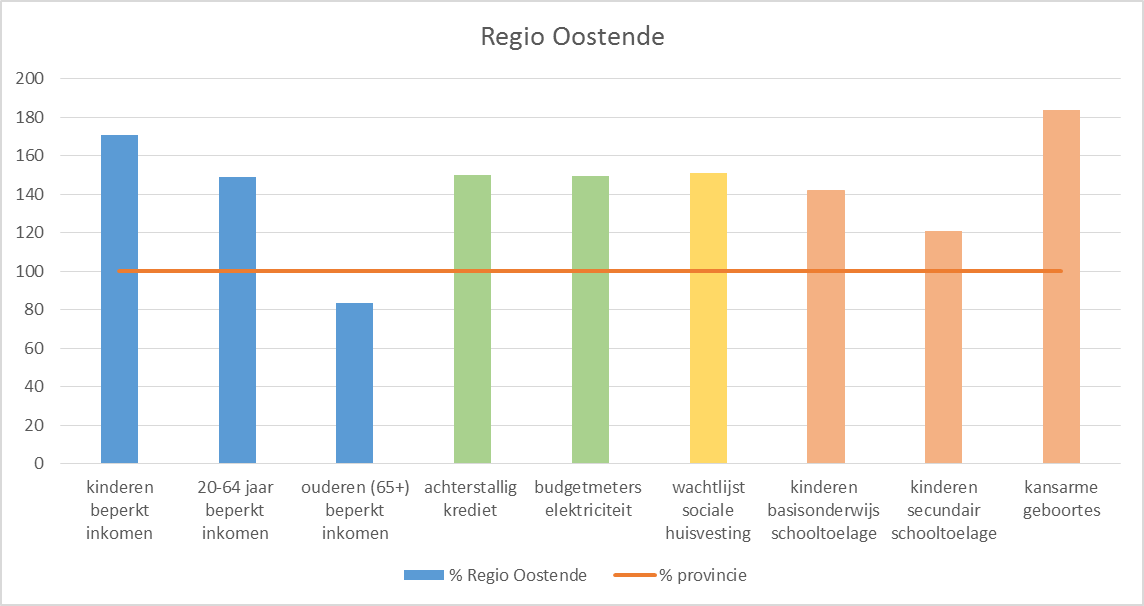 Regio Oostende
200
180
160
140
120
100
80
60
40
20
0
kinderen
beperkt
inkomen
20-64 jaar
beperkt
inkomen
ouderen (65+)
beperkt
inkomen
achterstallig
krediet
budgetmeters
elektriciteit
wachtlijst
sociale
huisvesting
kinderen
basisonderwijs
schooltoelage
kinderen
secundair
schooltoelage
kansarme
geboortes
% Regio Oostende
% provincie